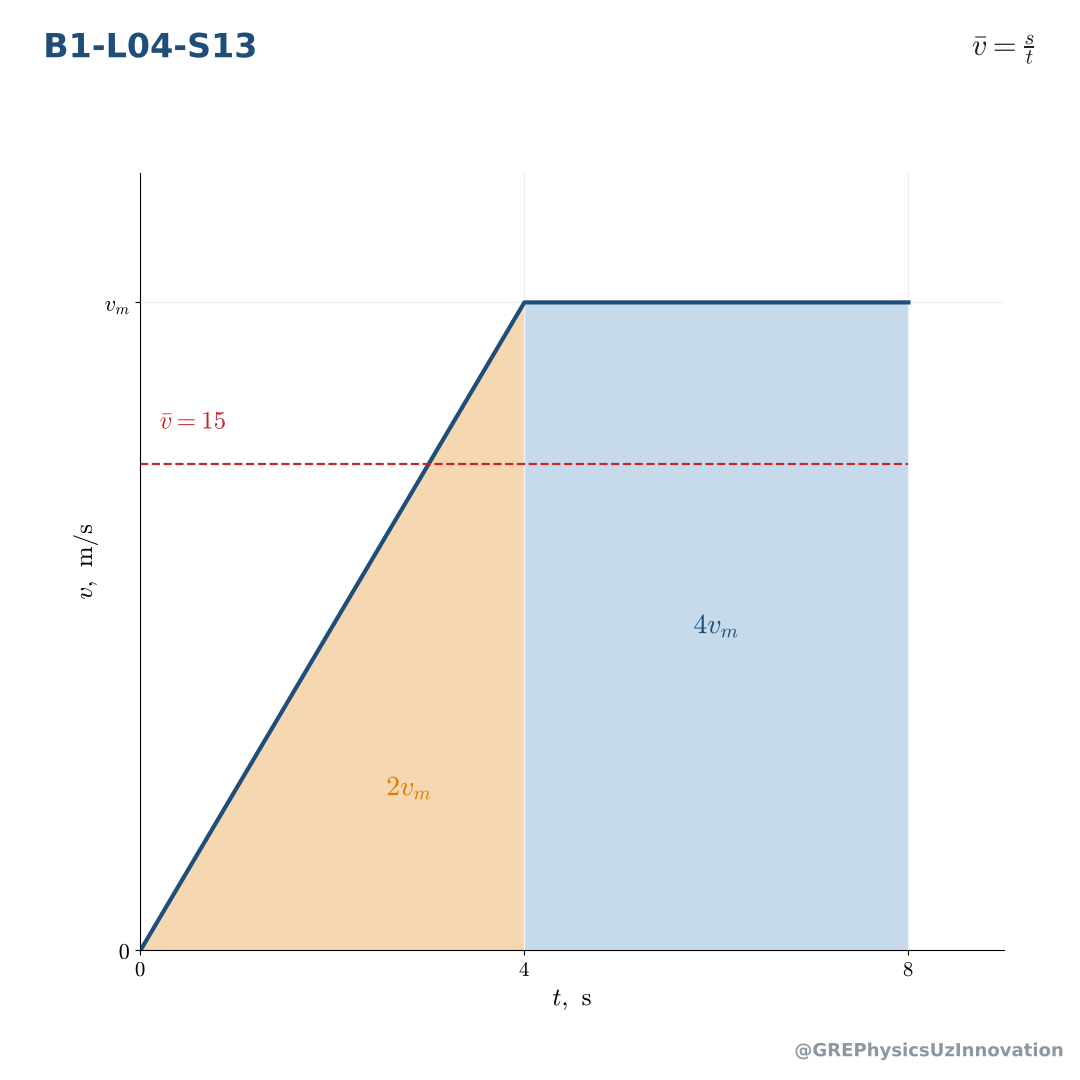 B1-L04-S13
v̄ = s/t
v_m
v̄ = 15
v, m/s
4v_m
2v_m
0
0 4 8
t, s
@GREPhysicsUzInnovation